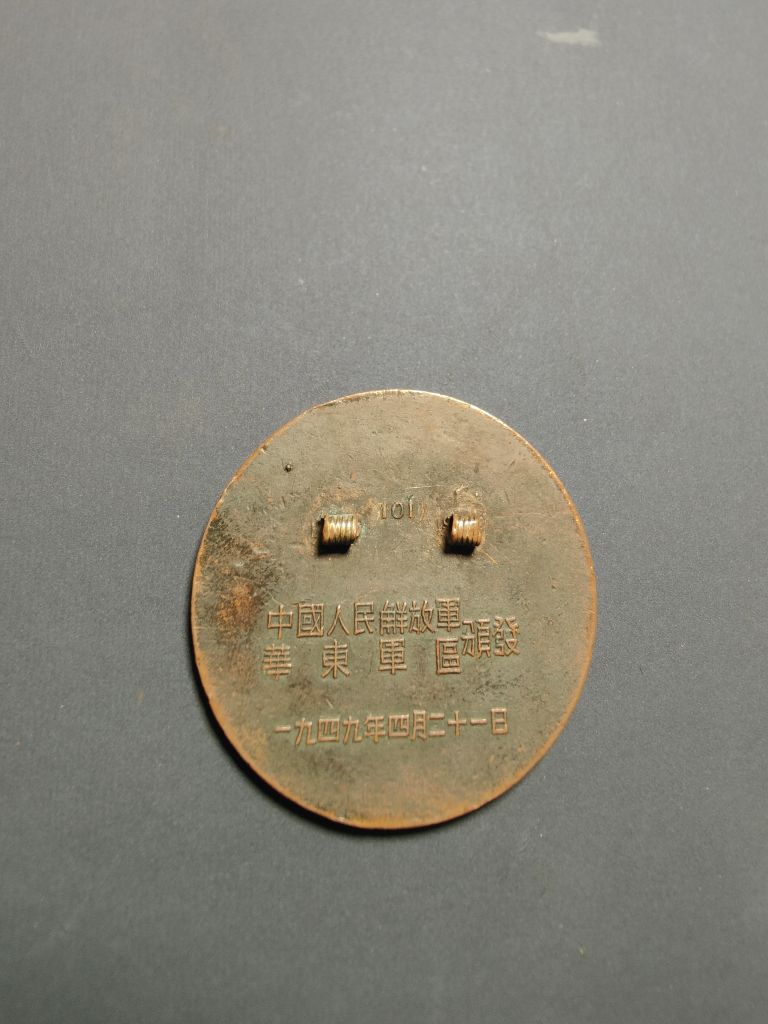 101
中國人民解放軍
華東軍區頒發
一九四九年四月二十一日